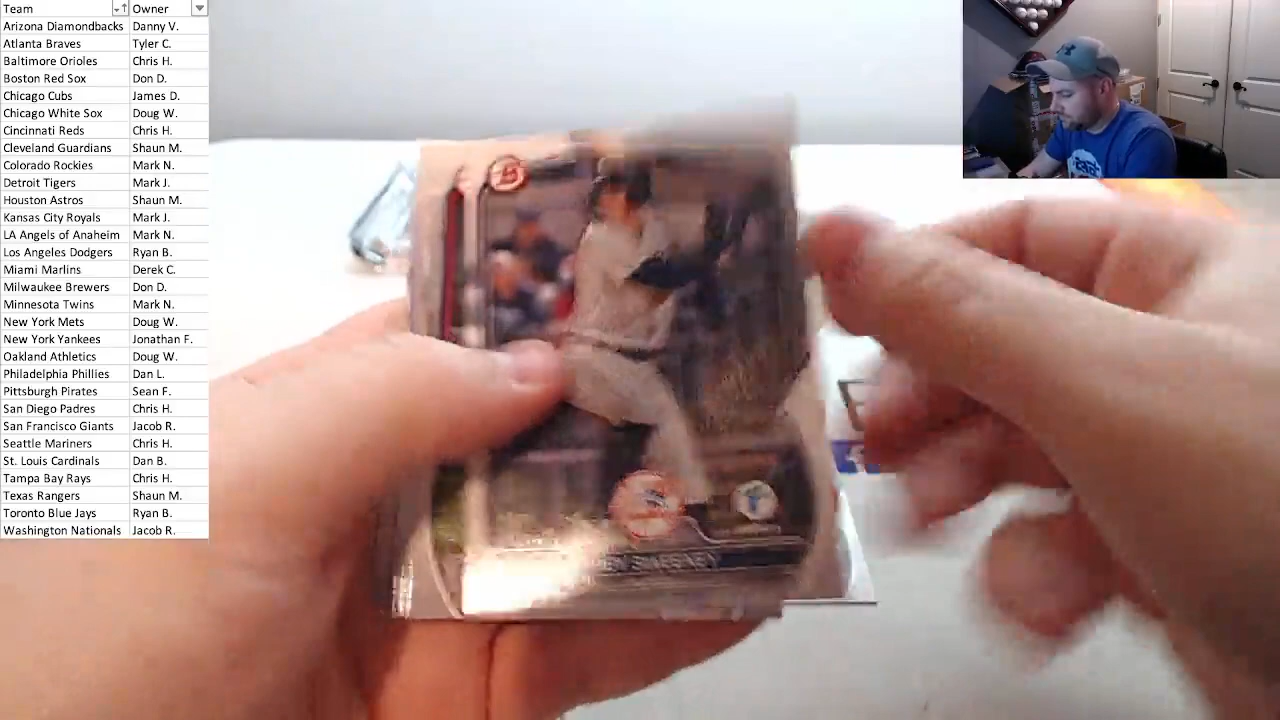 Team Owner
Arizona Diamondbacks Danny V.
Atlanta Braves Tyler C.
Baltimore Orioles Chris H.
Boston Red Sox Don D.
Chicago Cubs James D.
Chicago White Sox Doug W.
Cincinnati Reds Chris H.
Cleveland Guardians Shaun M.
Colorado Rockies Mark N.
Detroit Tigers Mark J.
Houston Astros Shaun M.
Kansas City Royals Mark J.
LA Angels of Anaheim Mark N.
Los Angeles Dodgers Ryan B.
Miami Marlins Derek C.
Milwaukee Brewers Don D.
Minnesota Twins Mark N.
New York Mets Doug W.
New York Yankees Jonathan F.
Oakland Athletics Doug W.
Philadelphia Phillies Dan L.
Pittsburgh Pirates Sean F.
San Diego Padres Chris H.
San Francisco Giants Jacob R.
Seattle Mariners Chris H.
St. Louis Cardinals Dan B.
Tampa Bay Rays Chris H.
Texas Rangers Shaun M.
Toronto Blue Jays Ryan B.
Washington Nationals Jacob R.
SWEENEY